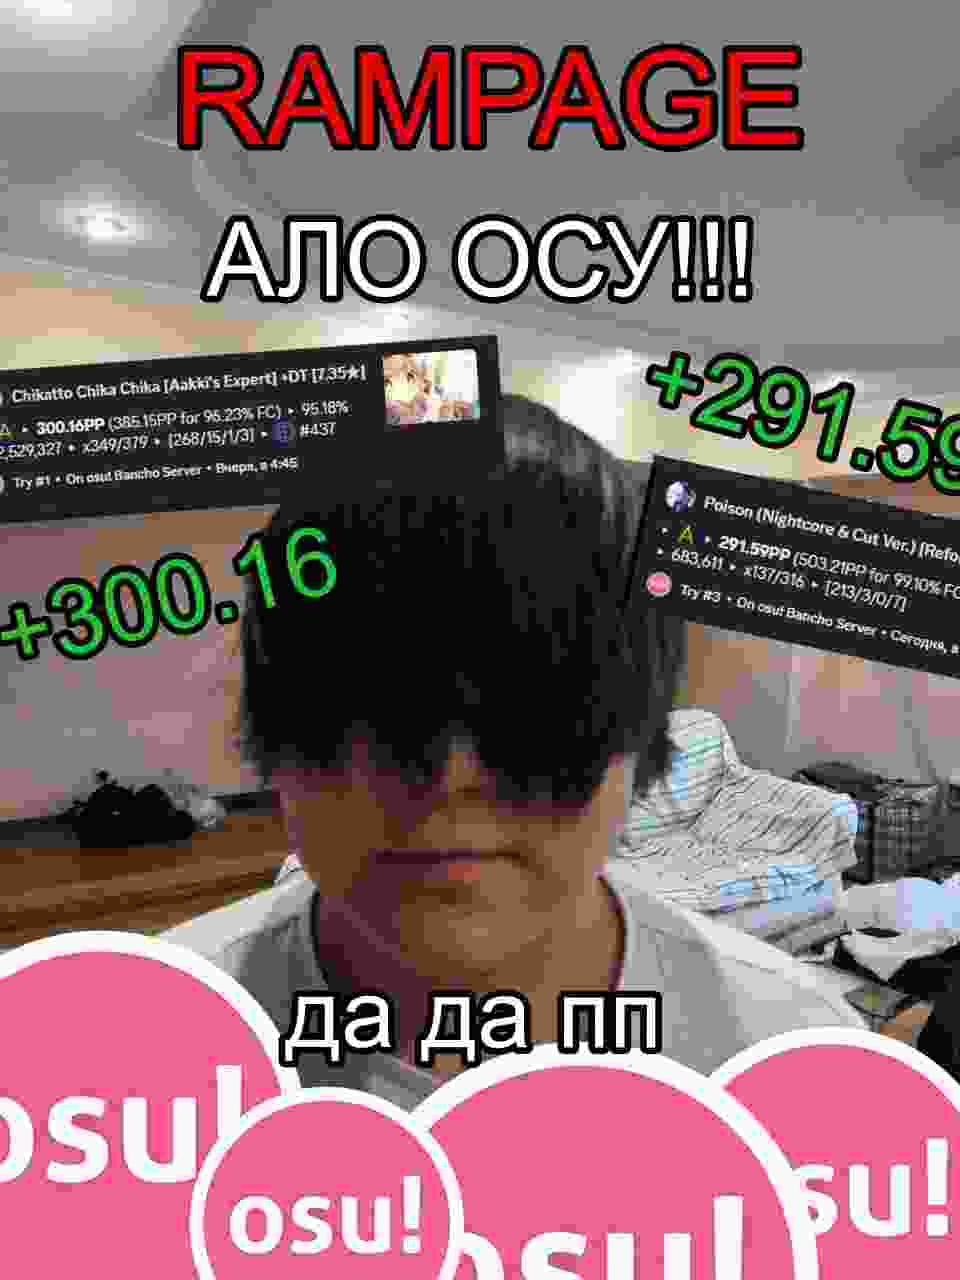 RAMPAGE
АЛО ОСУ!!!
Chikatto Chika Chika [Aakki's Expert] +DT [7.35★]
A • 300.16PP (385.15PP for 96.23% FC) • 95.18%
2,529,327 • x349/379 • [268/15/1/3] • #437
Try #1 • On osu! Bancho Server • Вчера, в 4:45
+300.16
+291.59
Poison (Nightcore & Cut Ver.) [Refo
• A • 291.59PP (503.21PP for 99.10% FC
• 683,611 • x137/316 • [213/3/0/7]
Try #3 • On osu! Bancho Server • Сегодня, в
да да пп
osu!
osu!
osu!
su!